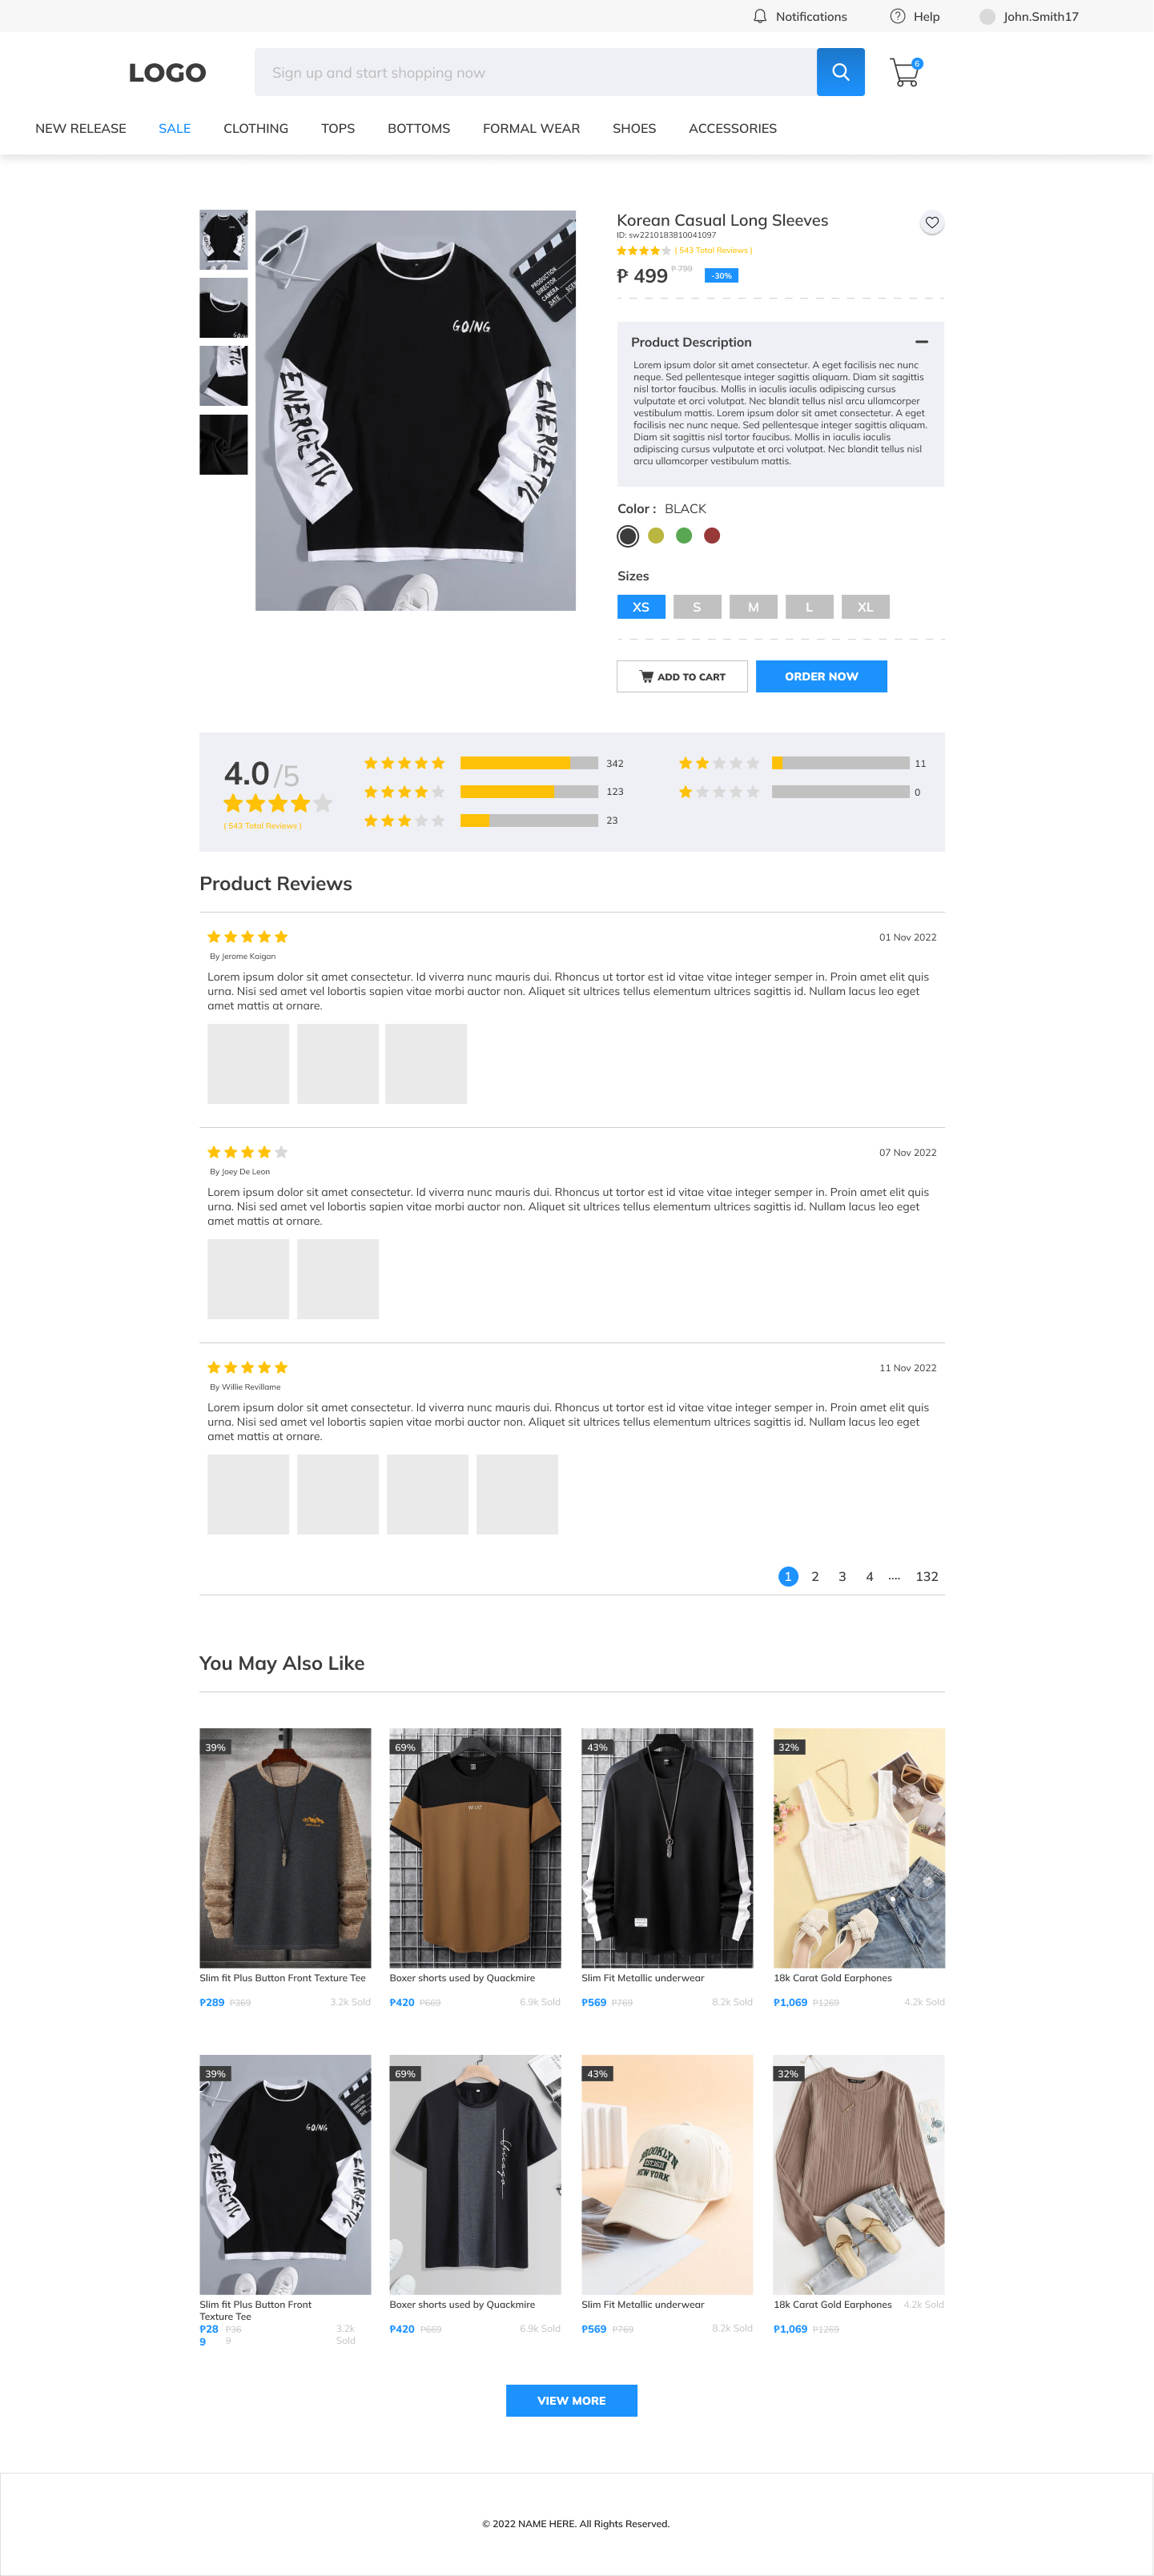 Notifications
Help
John.Smith17
LOGO
Sign up and start shopping now
6
NEW RELEASE
SALE
CLOTHING
TOPS
BOTTOMS
FORMAL WEAR
SHOES
ACCESSORIES
GOING
ENERGETIC
ENERGETIC
PRODUCTION
DIRECTOR
CAMERA
DATE
SCENE
Korean Casual Long Sleeves
ID: sw2210183810041097
( 543 Total Reviews )
₱ 499
₱ 799
-30%
Product Description
Lorem ipsum dolor sit amet consectetur. A eget facilisis nec nunc
neque. Sed pellentesque integer sagittis aliquam. Diam sit sagittis
nisl tortor faucibus. Mollis in iaculis iaculis adipiscing cursus
vulputate et orci volutpat. Nec blandit tellus nisl arcu ullamcorper
vestibulum mattis. Lorem ipsum dolor sit amet consectetur. A eget
facilisis nec nunc neque. Sed pellentesque integer sagittis aliquam.
Diam sit sagittis nisl tortor faucibus. Mollis in iaculis iaculis
adipiscing cursus vulputate et orci volutpat. Nec blandit tellus nisl
arcu ullamcorper vestibulum mattis.
Color : BLACK
Sizes
XS
S
M
L
XL
ADD TO CART
ORDER NOW
4.0 /5
( 543 Total Reviews )
342
123
23
11
0
Product Reviews
01 Nov 2022
By Jerome Kaigan
Lorem ipsum dolor sit amet consectetur. Id viverra nunc mauris dui. Rhoncus ut tortor est id vitae vitae integer semper in. Proin amet elit quis
urna. Nisi sed amet vel lobortis sapien vitae morbi auctor non. Aliquet sit ultrices tellus elementum ultrices sagittis id. Nullam lacus leo eget
amet mattis at ornare.
07 Nov 2022
By Joey De Leon
Lorem ipsum dolor sit amet consectetur. Id viverra nunc mauris dui. Rhoncus ut tortor est id vitae vitae integer semper in. Proin amet elit quis
urna. Nisi sed amet vel lobortis sapien vitae morbi auctor non. Aliquet sit ultrices tellus elementum ultrices sagittis id. Nullam lacus leo eget
amet mattis at ornare.
11 Nov 2022
By Willie Revillame
Lorem ipsum dolor sit amet consectetur. Id viverra nunc mauris dui. Rhoncus ut tortor est id vitae vitae integer semper in. Proin amet elit quis
urna. Nisi sed amet vel lobortis sapien vitae morbi auctor non. Aliquet sit ultrices tellus elementum ultrices sagittis id. Nullam lacus leo eget
amet mattis at ornare.
1 2 3 4 .... 132
You May Also Like
39%
69%
43%
32%
Slim fit Plus Button Front Texture Tee
₱289 ₱369 3.2k Sold
Boxer shorts used by Quackmire
₱420 ₱669 6.9k Sold
Slim Fit Metallic underwear
₱569 ₱769 8.2k Sold
18k Carat Gold Earphones
₱1,069 ₱1269 4.2k Sold
39%
GOING
ENERGETIC
ENERGETIC
69%
Chicago
43%
BROOKLYN
NEW YORK
32%
Slim fit Plus Button Front
Texture Tee
₱28 ₱36 3.2k
9 9 Sold
Boxer shorts used by Quackmire
₱420 ₱669 6.9k Sold
Slim Fit Metallic underwear
₱569 ₱769 8.2k Sold
18k Carat Gold Earphones 4.2k Sold
₱1,069 ₱1269
VIEW MORE
© 2022 NAME HERE. All Rights Reserved.